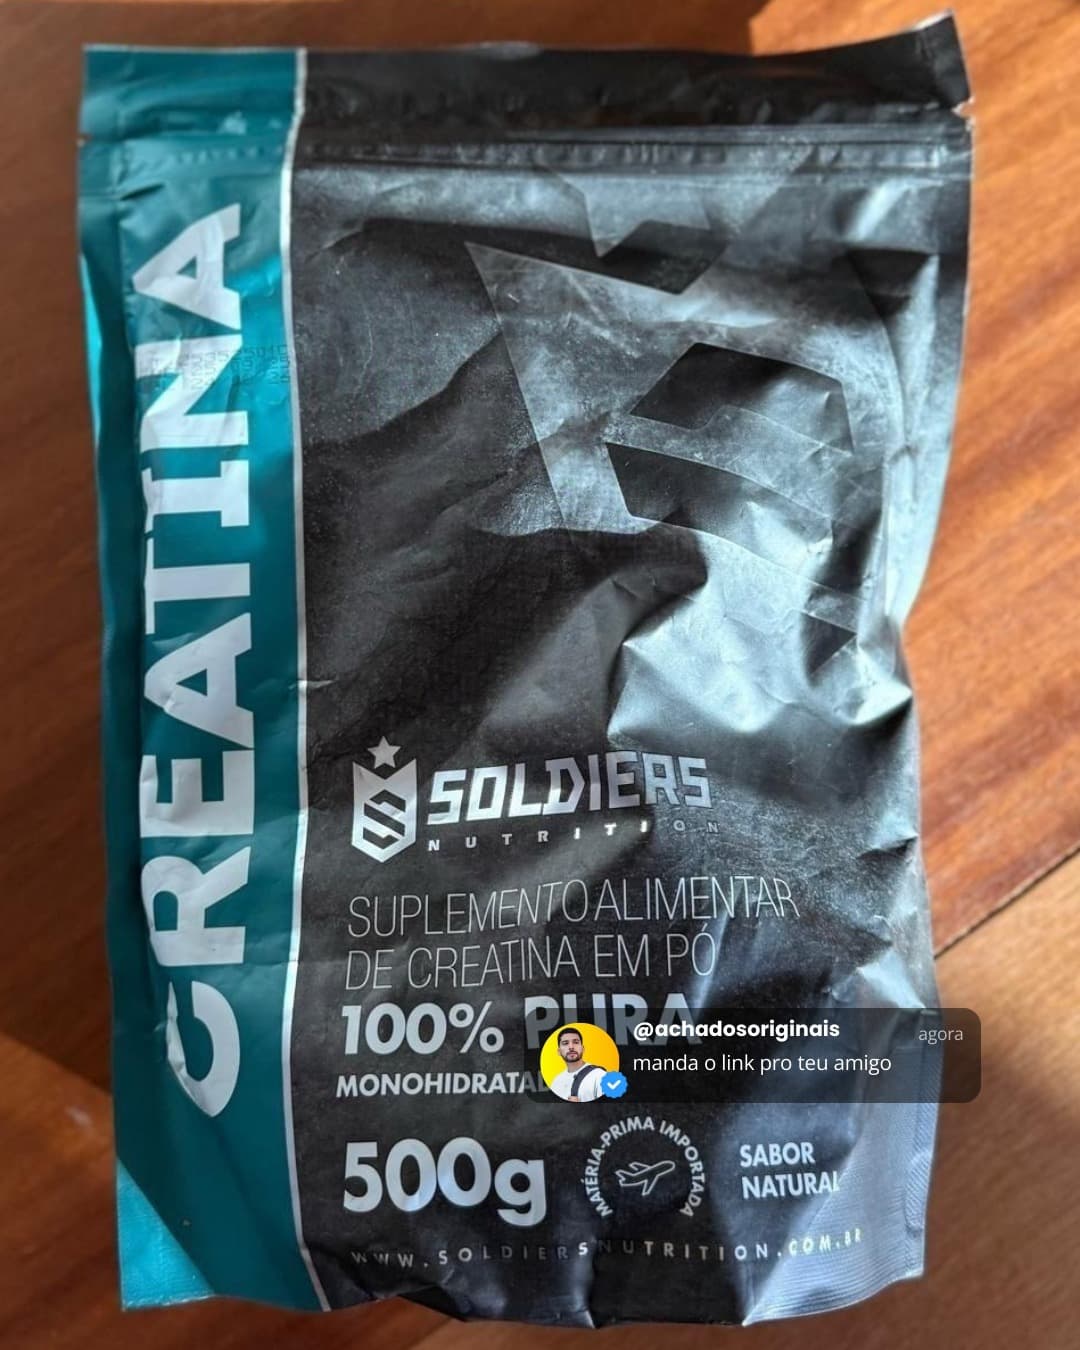 CREATINA
SOLDIERS
NUTRITION
SUPLEMENTO ALIMENTAR
DE CREATINA EM PÓ
100% PURA
500g
MATÉRIA-PRIMA IMPORTADA
SABOR
NATURAL
WWW.SOLDIERSNUTRITION.COM.BR
@achadosoriginais
agora
manda o link pro teu amigo